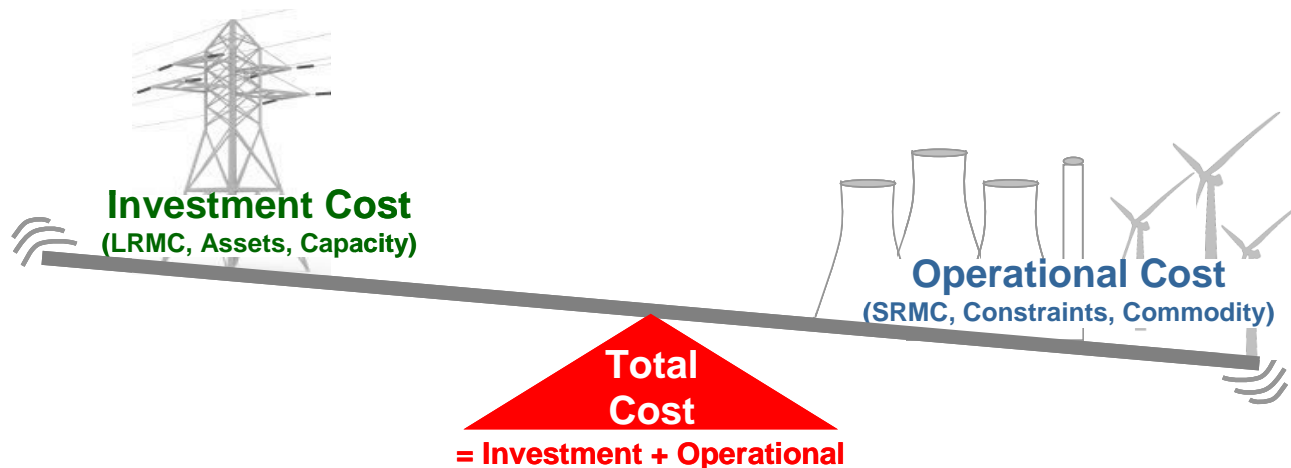 Investment Cost
(LRMC, Assets, Capacity)
Operational Cost
(SRMC, Constraints, Commodity)
Total
Cost
= Investment + Operational